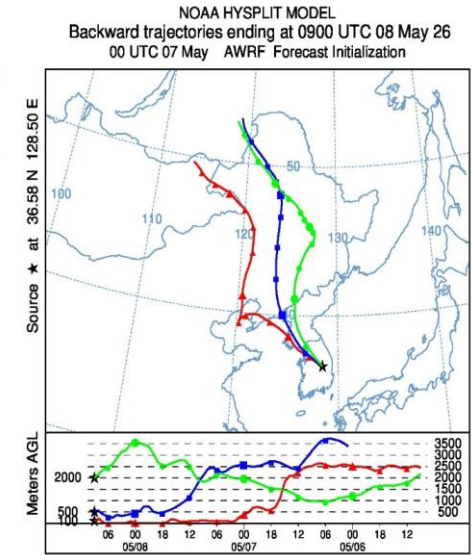 NOAA HYSPLIT MODEL
Backward trajectories ending at 0900 UTC 08 May 26
00 UTC 07 May AWRF Forecast Initialization
Source ★ at 36.58 N 128.50 E
50
100
110
120
130
140
40
Meters AGL
2000
500
100
3500
3000
2500
2000
1500
1000
500
06 00 18 12 06 00 18 12 06 00 18 12
05/08 05/07 05/06